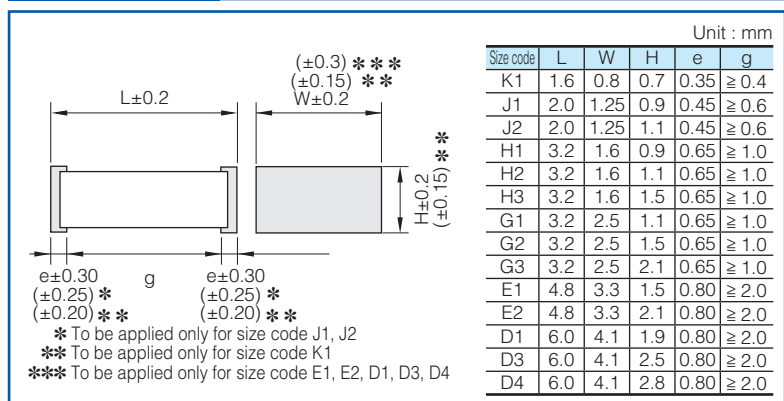 Unit : mm
(±0.3) ***
(±0.15) **
W±0.2
L±0.2
H±0.2
(±0.15) **
e±0.30
(±0.25) *
(±0.20) **
g
e±0.30
(±0.25) *
(±0.20) **
* To be applied only for size code J1, J2
** To be applied only for size code K1
*** To be applied only for size code E1, E2, D1, D3, D4
Size code L W H e g
K1 1.6 0.8 0.7 0.35 ≧ 0.4
J1 2.0 1.25 0.9 0.45 ≧ 0.6
J2 2.0 1.25 1.1 0.45 ≧ 0.6
H1 3.2 1.6 0.9 0.65 ≧ 1.0
H2 3.2 1.6 1.1 0.65 ≧ 1.0
H3 3.2 1.6 1.5 0.65 ≧ 1.0
G1 3.2 2.5 1.1 0.65 ≧ 1.0
G2 3.2 2.5 1.5 0.65 ≧ 1.0
G3 3.2 2.5 2.1 0.65 ≧ 1.0
E1 4.8 3.3 1.5 0.80 ≧ 2.0
E2 4.8 3.3 2.1 0.80 ≧ 2.0
D1 6.0 4.1 1.9 0.80 ≧ 2.0
D3 6.0 4.1 2.5 0.80 ≧ 2.0
D4 6.0 4.1 2.8 0.80 ≧ 2.0